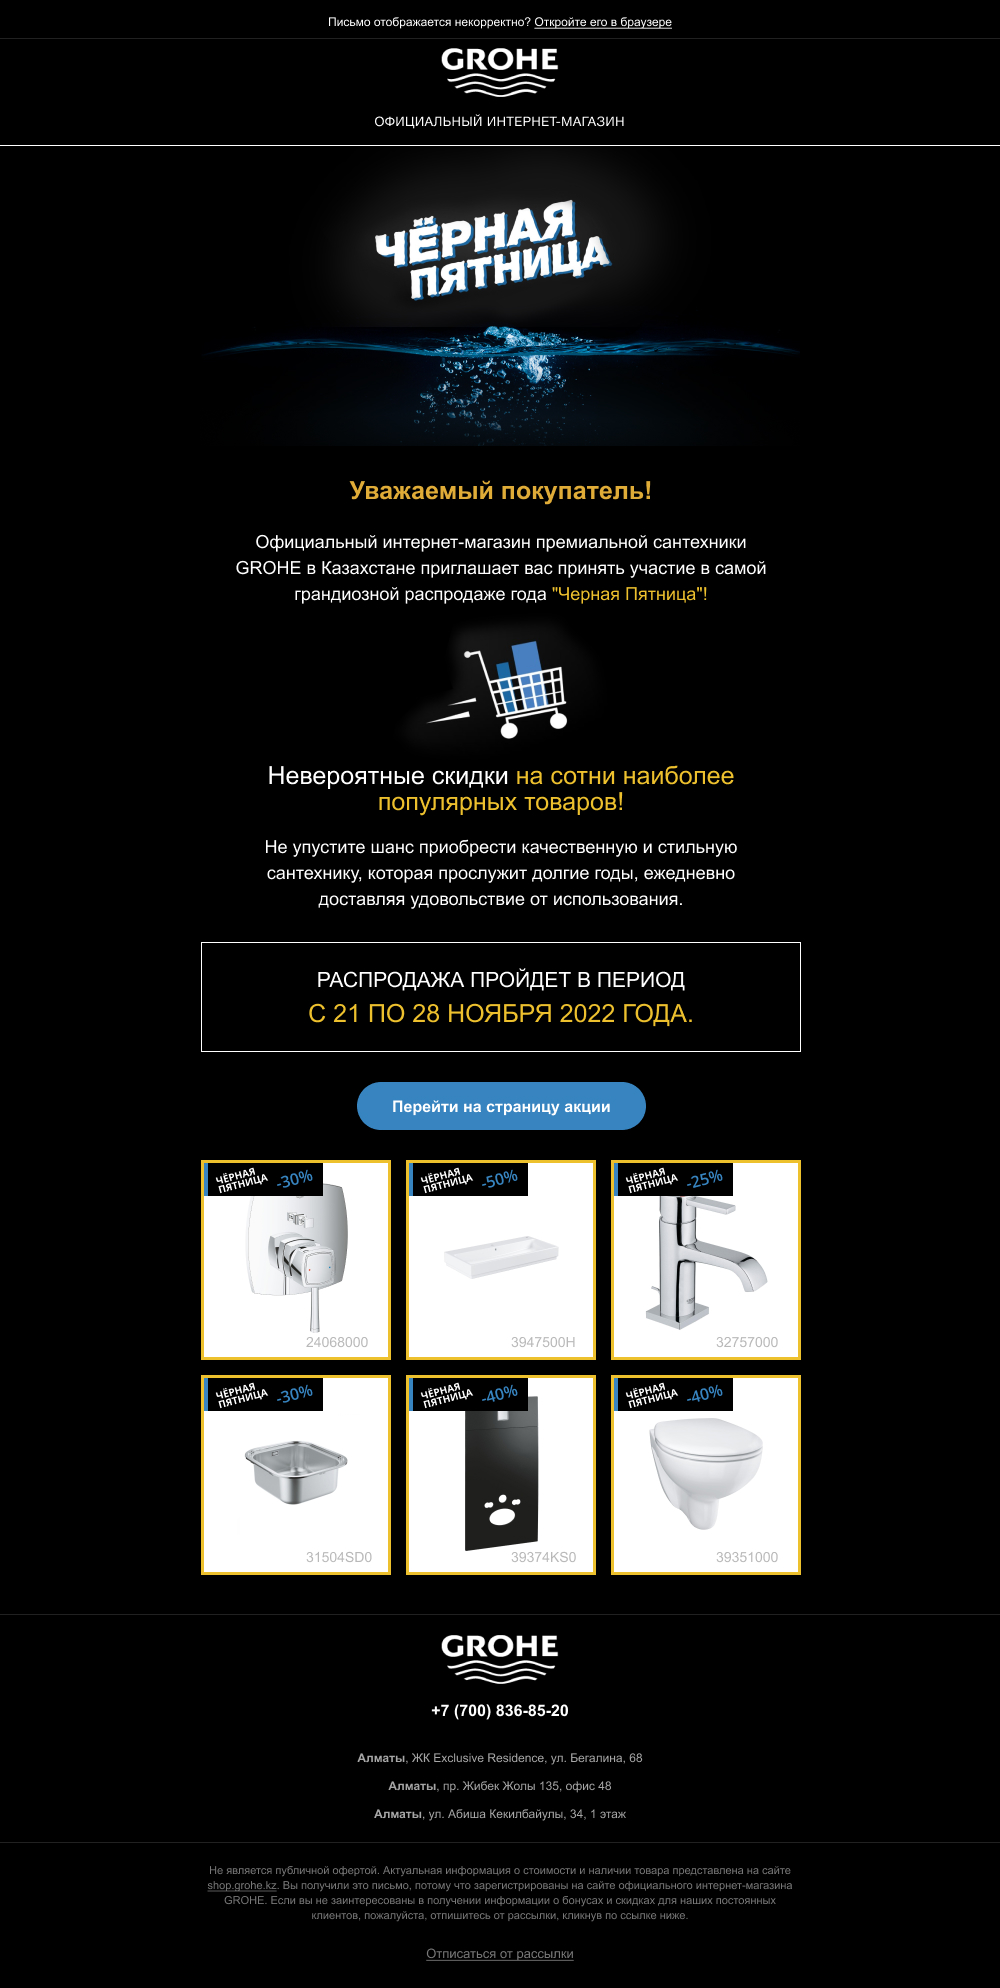 Письмо отображается некорректно? Откройте его в браузере
GROHE
ОФИЦИАЛЬНЫЙ ИНТЕРНЕТ-МАГАЗИН
ЧЁРНАЯ
ПЯТНИЦА
Уважаемый покупатель!
Официальный интернет-магазин премиальной сантехники
GROHE в Казахстане приглашает вас принять участие в самой
грандиозной распродаже года "Черная Пятница"!
Невероятные скидки на сотни наиболее
популярных товаров!
Не упустите шанс приобрести качественную и стильную
сантехнику, которая прослужит долгие годы, ежедневно
доставляя удовольствие от использования.
РАСПРОДАЖА ПРОЙДЕТ В ПЕРИОД
С 21 ПО 28 НОЯБРЯ 2022 ГОДА.
Перейти на страницу акции
ЧЁРНАЯ
ПЯТНИЦА -30%
24068000
ЧЁРНАЯ
ПЯТНИЦА -50%
3947500H
ЧЁРНАЯ
ПЯТНИЦА -25%
32757000
ЧЁРНАЯ
ПЯТНИЦА -30%
31504SD0
ЧЁРНАЯ
ПЯТНИЦА -40%
39374KS0
ЧЁРНАЯ
ПЯТНИЦА -40%
39351000
GROHE
+7 (700) 836-85-20
Алматы, ЖК Exclusive Residence, ул. Бегалина, 68
Алматы, пр. Жибек Жолы 135, офис 48
Алматы, ул. Абиша Кекилбайулы, 34, 1 этаж
Не является публичной офертой. Актуальная информация о стоимости и наличии товара представлена на сайте
shop.grohe.kz. Вы получили это письмо, потому что зарегистрированы на сайте официального интернет-магазина
GROHE. Если вы не заинтересованы в получении информации о бонусах и скидках для наших постоянных
клиентов, пожалуйста, отпишитесь от рассылки, кликнув по ссылке ниже.
Отписаться от рассылки